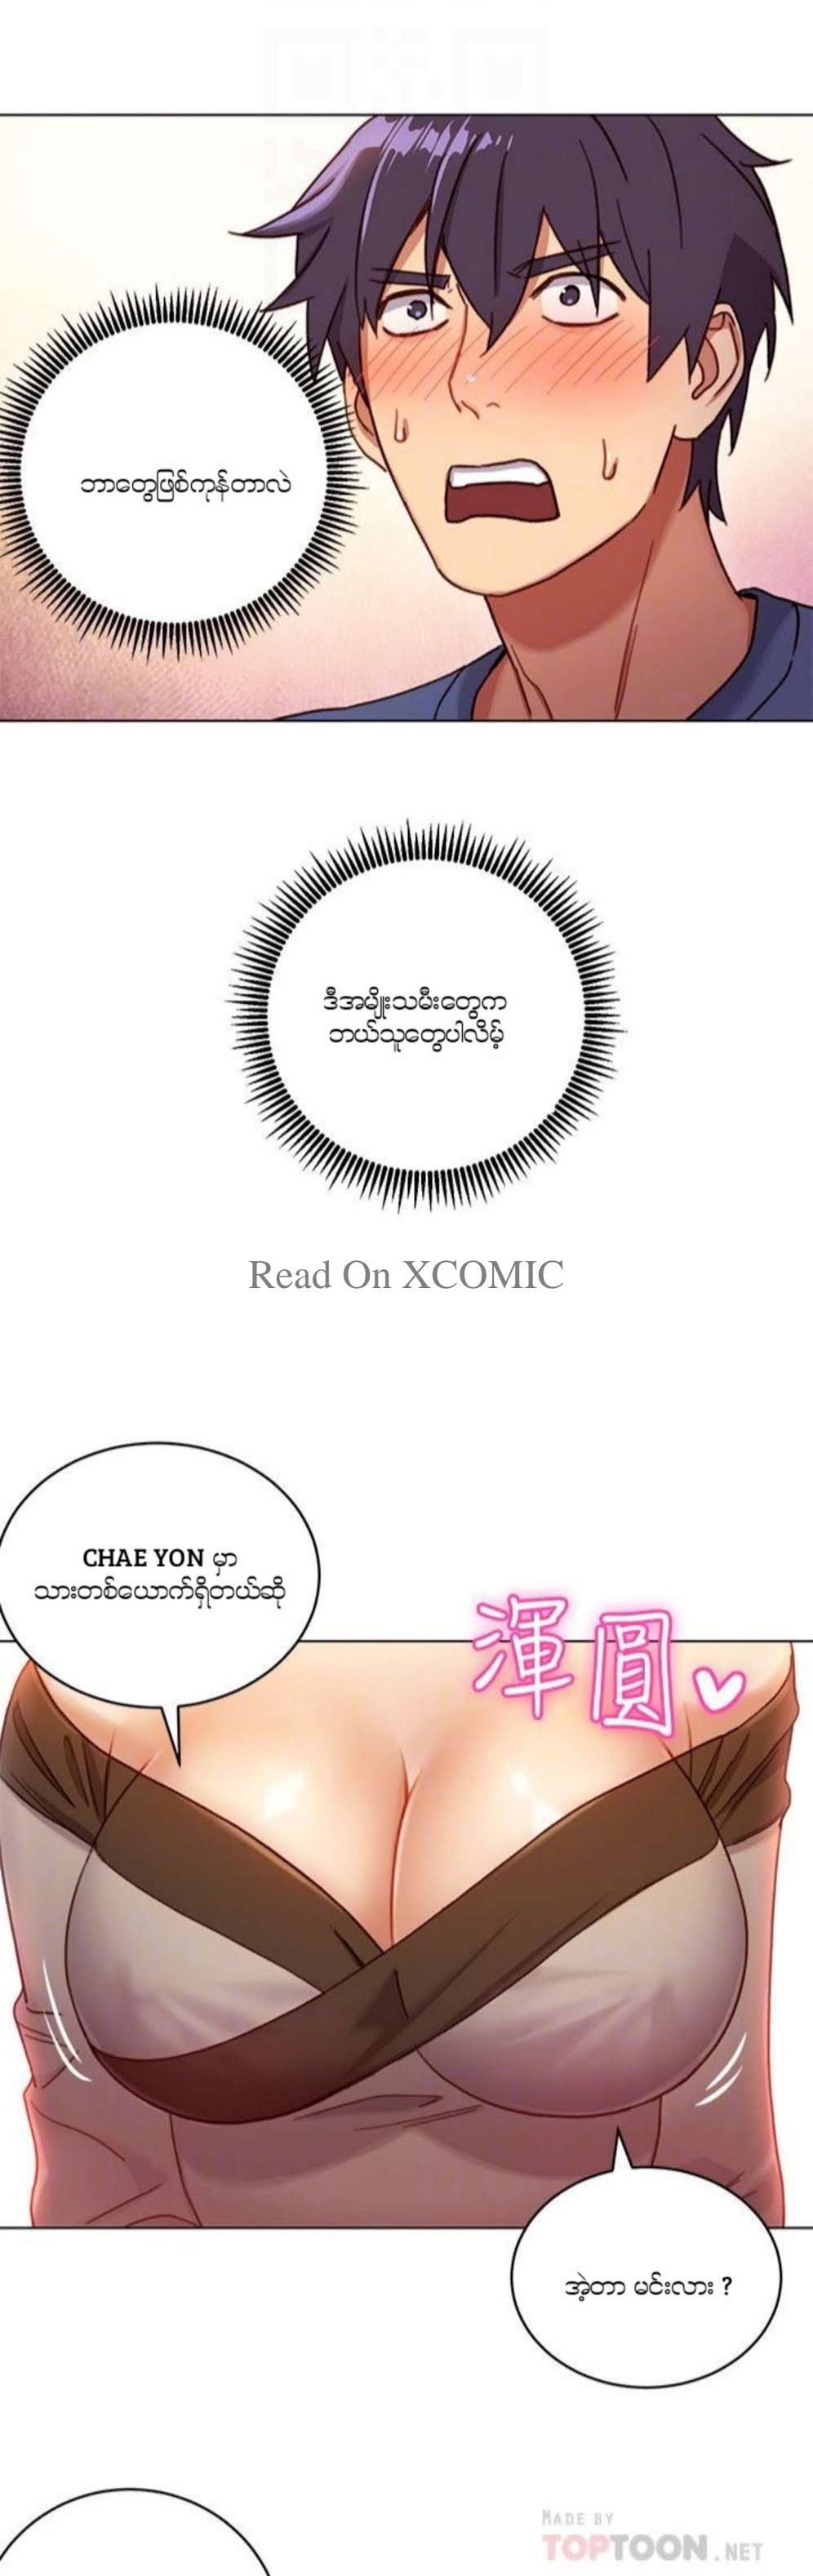 ဘာတွေဖြစ်ကုန်တာလဲ
ဒီအမျိုးသမီးတွေက
ဘယ်သူတွေပါလိမ့်
Read On XCOMIC
CHAE YON မှာ
သားတစ်ယောက်ရှိတယ်ဆို
渾圓
အဲ့တာ မင်းလား ?
MADE BY
TOPTOON.NET